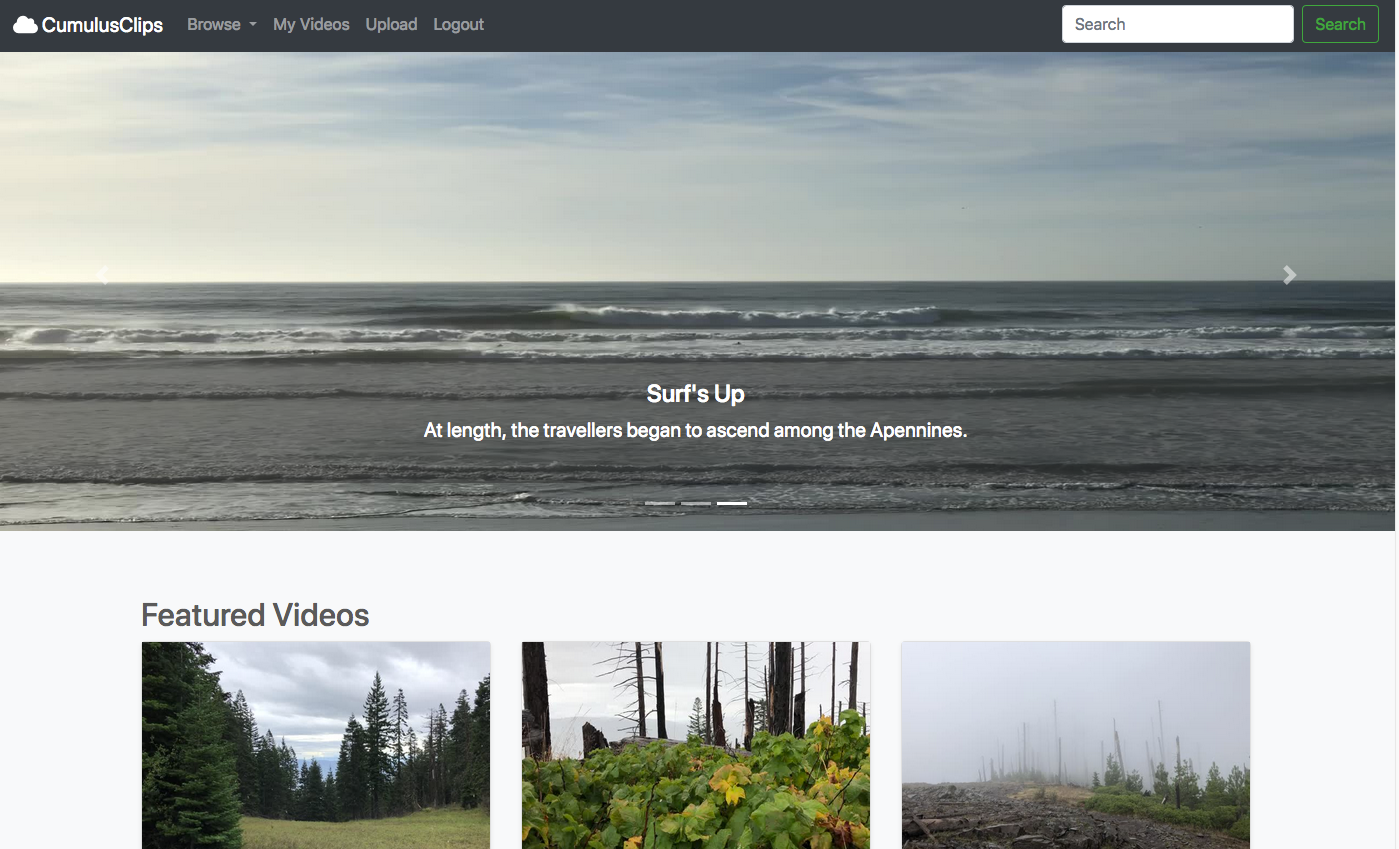 CumulusClips Browse My Videos Upload Logout Search Search
Surf's Up
At length, the travellers began to ascend among the Apennines.
Featured Videos